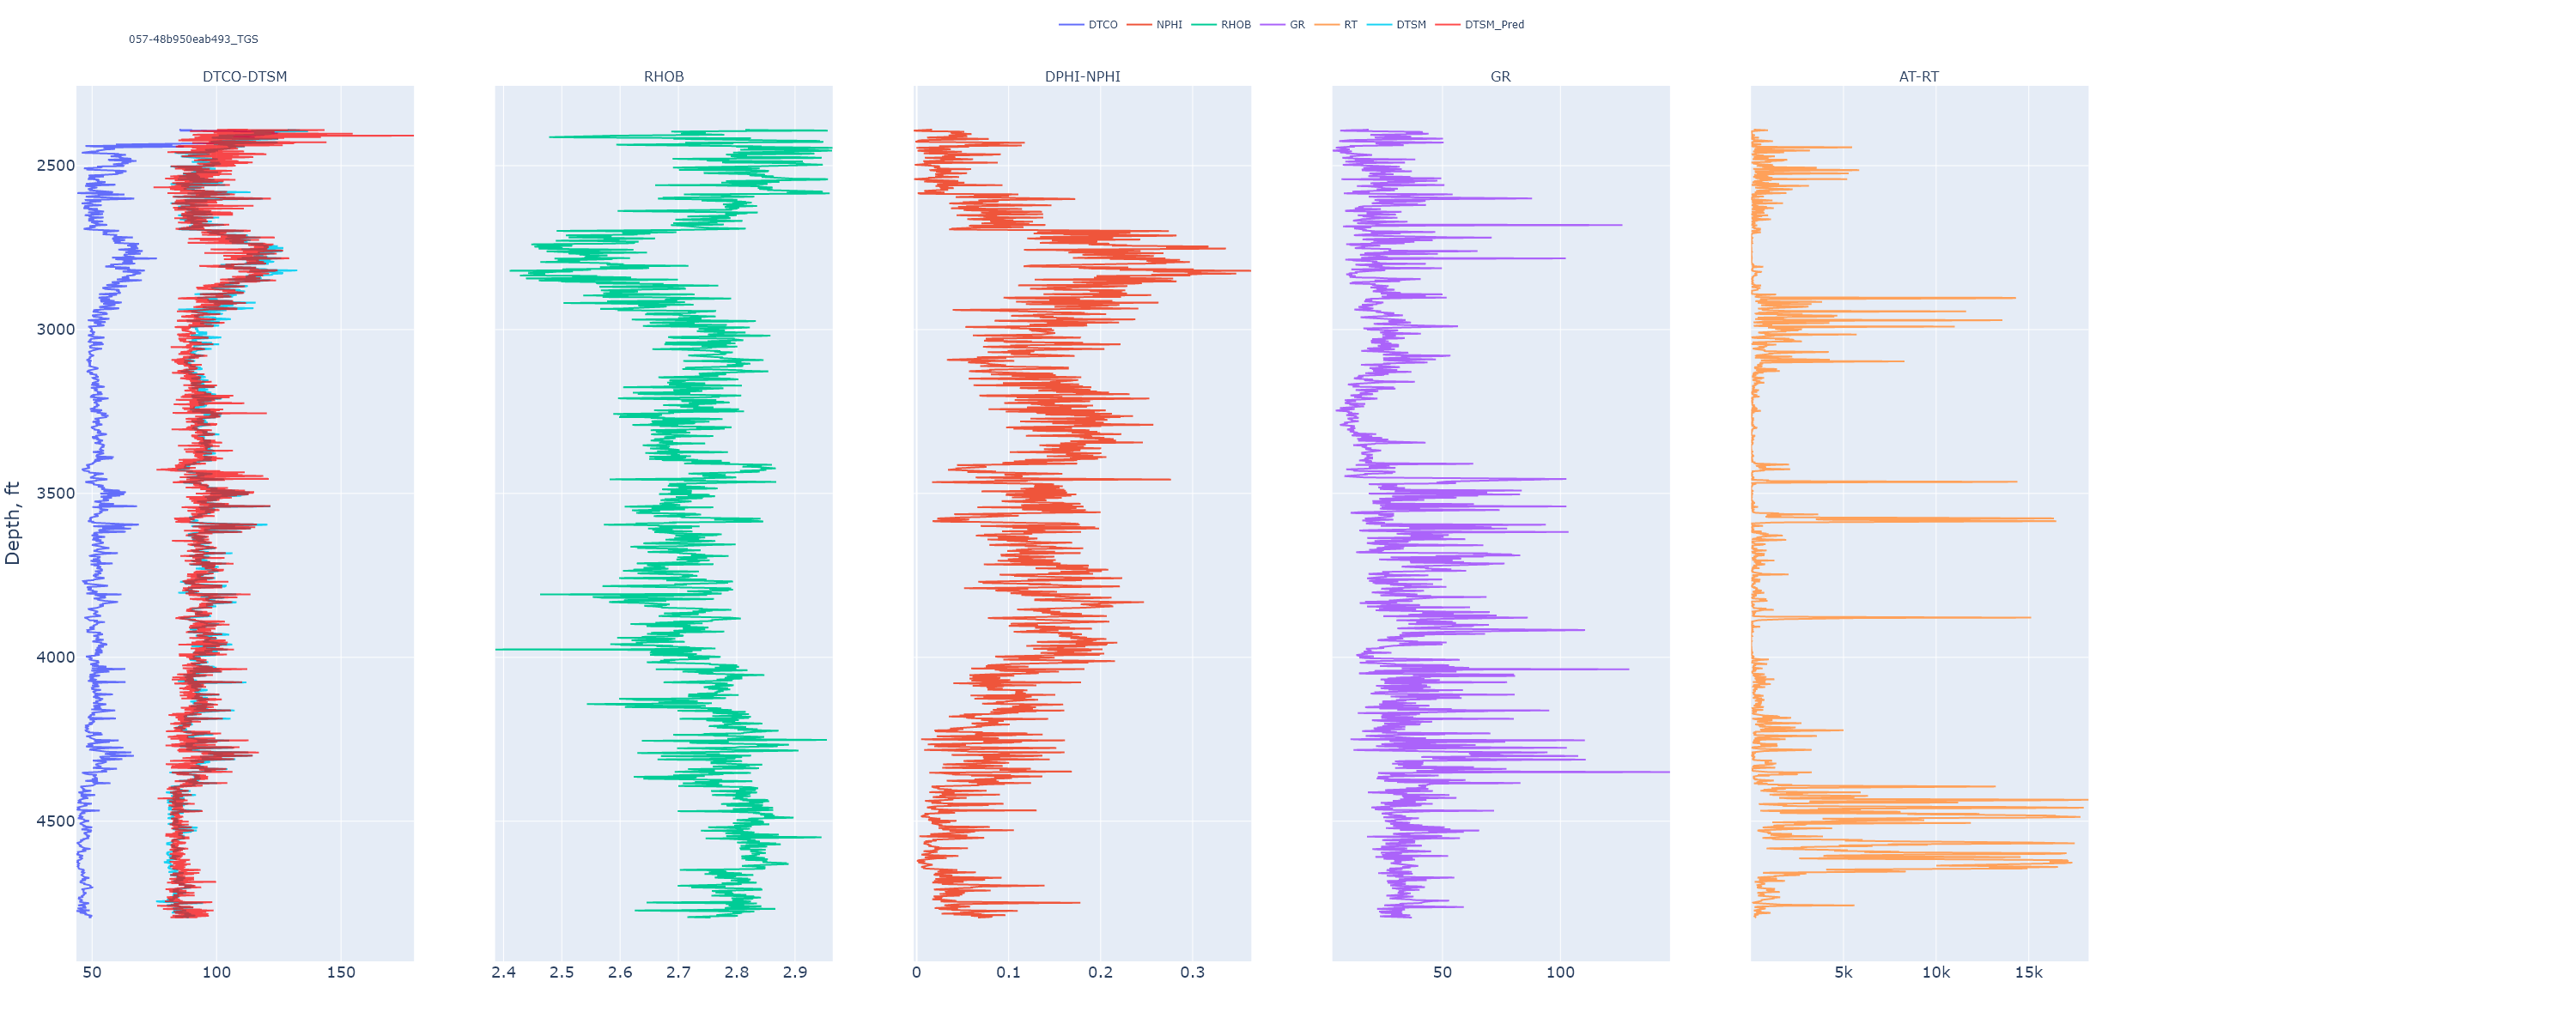 DTCO NPHI RHOB GR RT DTSM DTSM_Pred
057-48b950eab493_TGS
DTCO-DTSM RHOB DPHI-NPHI GR AT-RT
Depth, ft
2500
3000
3500
4000
4500
50 100 150 2.4 2.5 2.6 2.7 2.8 2.9 0 0.1 0.2 0.3 50 100 5k 10k 15k